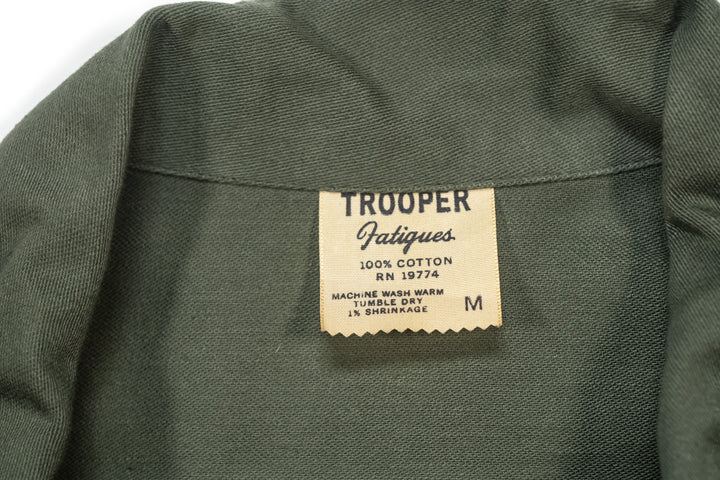 TROOPER
Fatigues
100% COTTON
RN 19774
MACHINE WASH WARM
TUMBLE DRY
1% SHRINKAGE
M